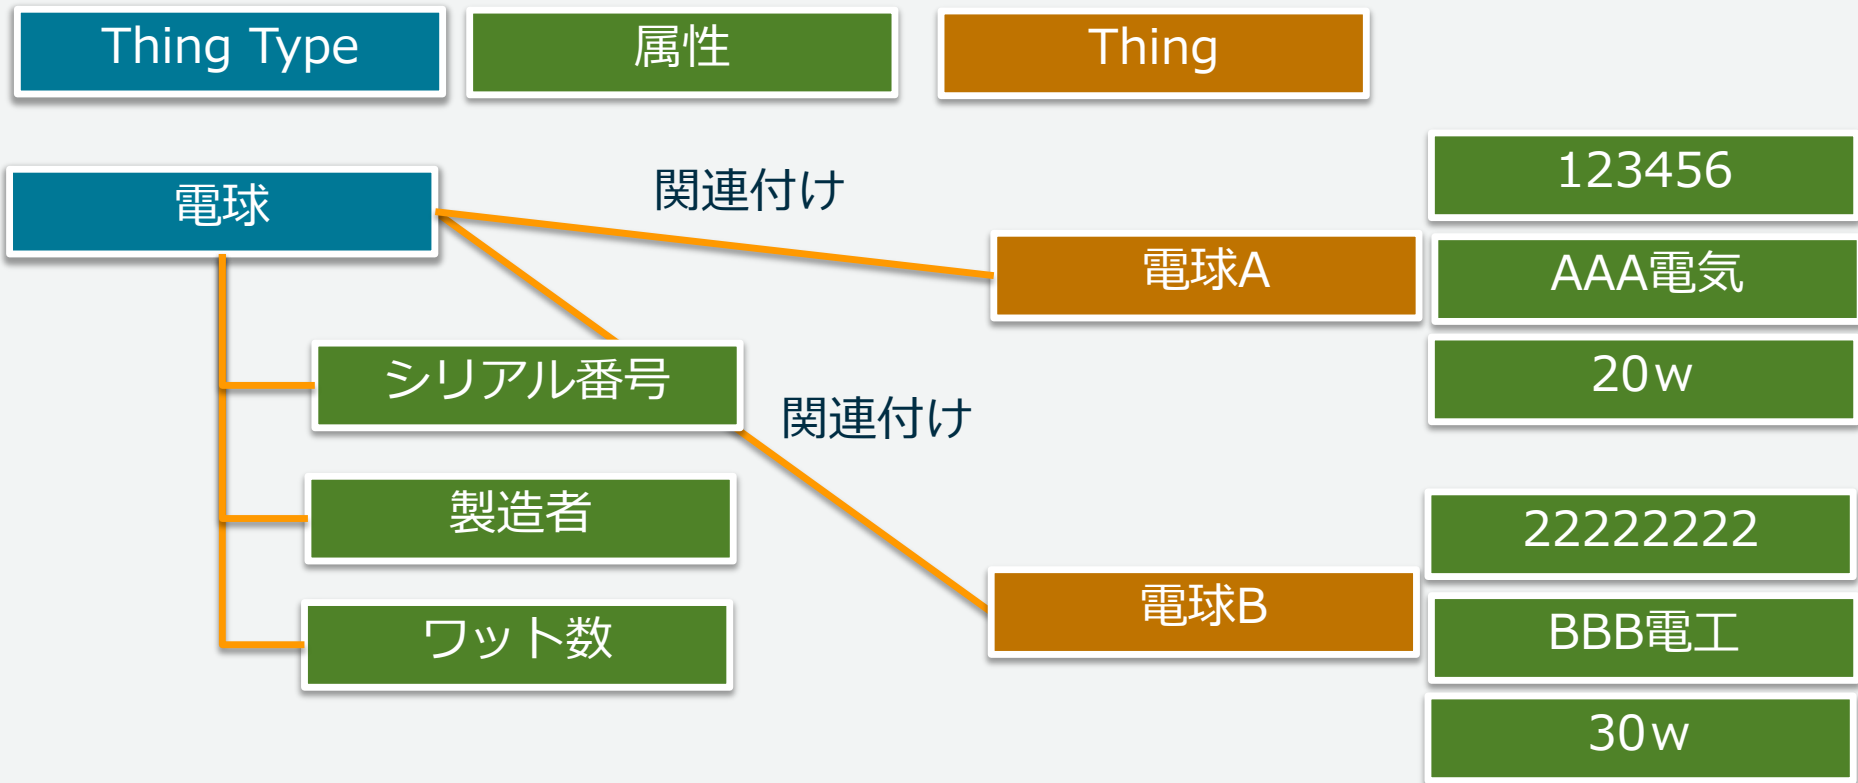 Thing Type
属性
Thing
電球
関連付け
電球A
123456
AAA電気
20w
シリアル番号
製造者
ワット数
関連付け
電球B
22222222
BBB電工
30w